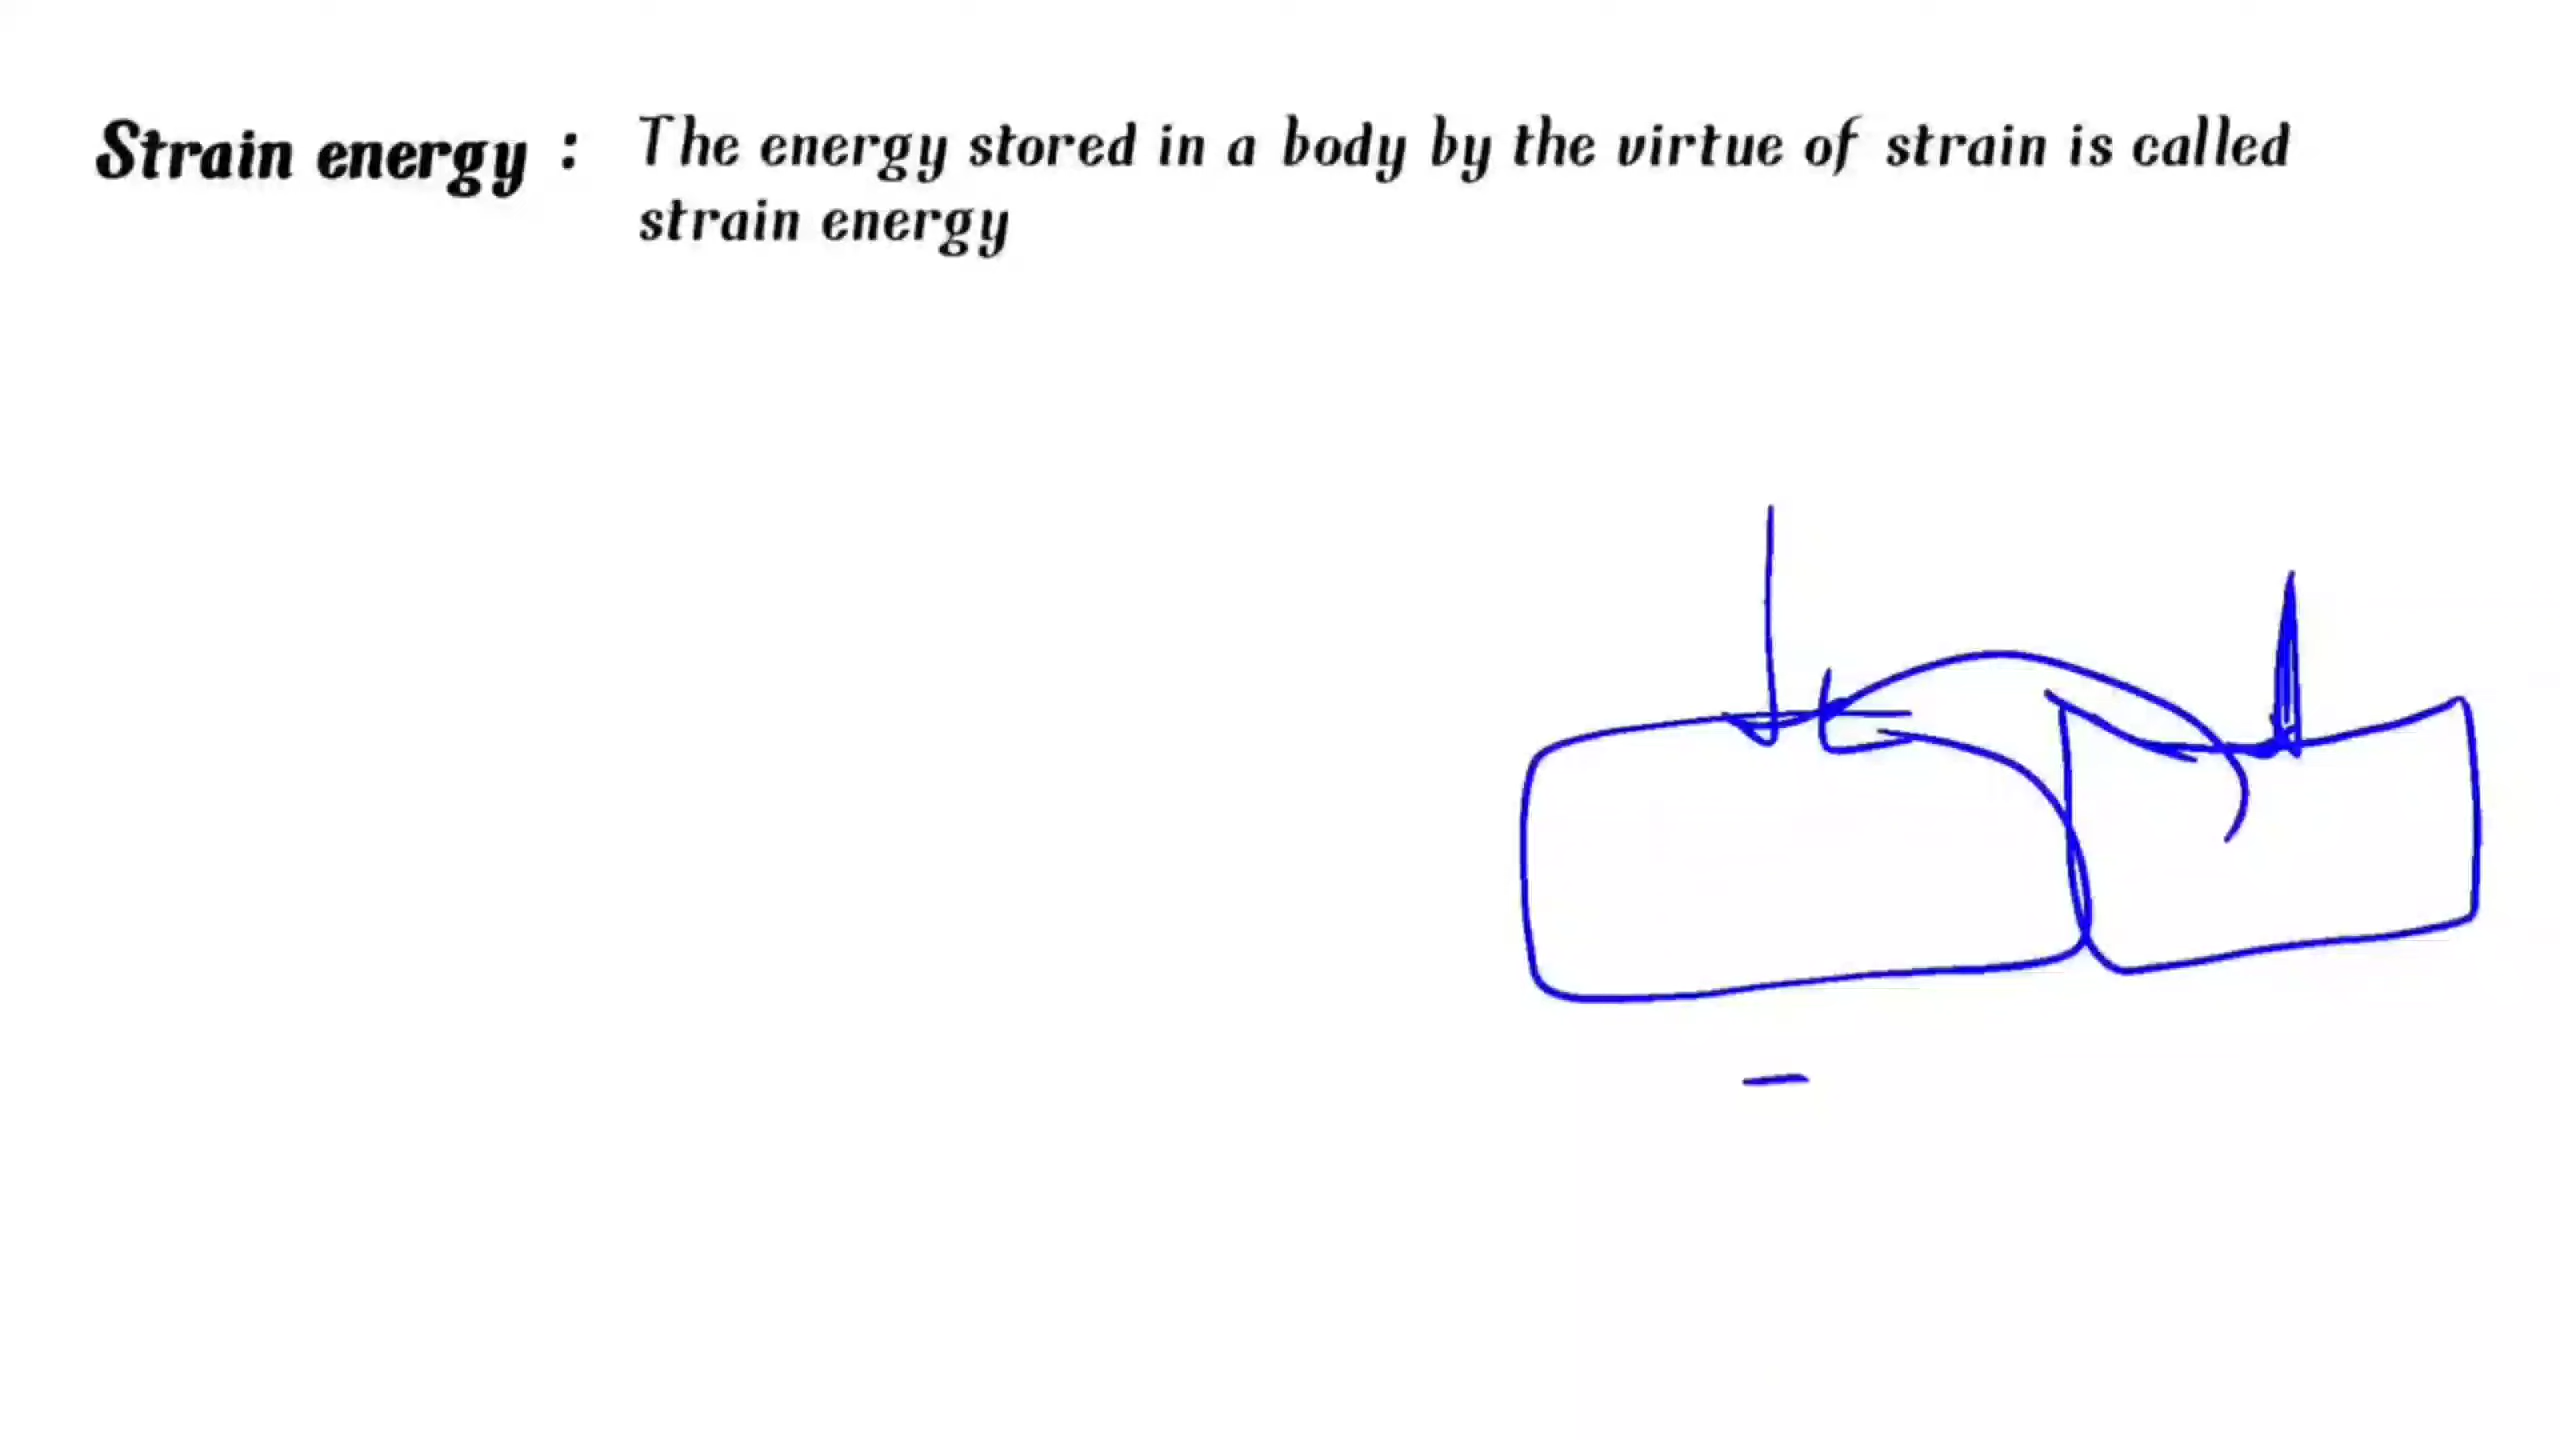 Strain energy : The energy stored in a body by the virtue of strain is called
strain energy